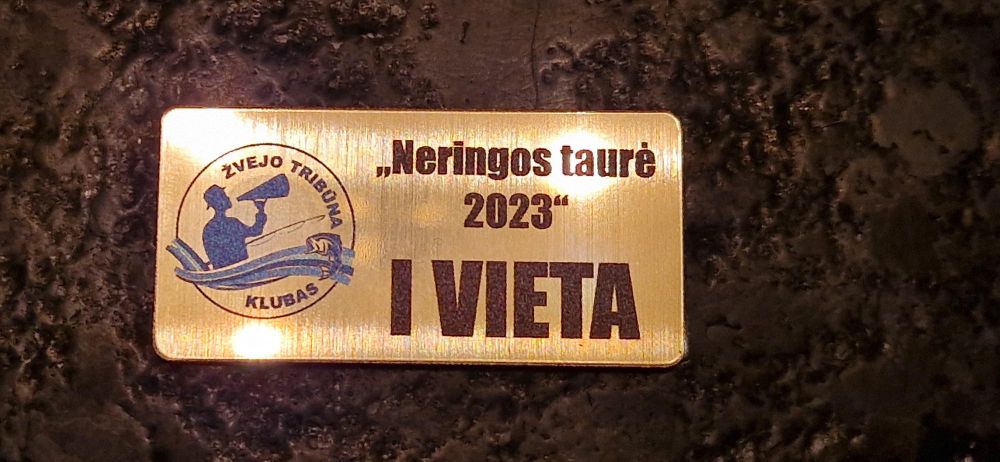 ŽVEJO TRIBŪNA
KLUBAS
„Neringos taurė
2023“
I VIETA